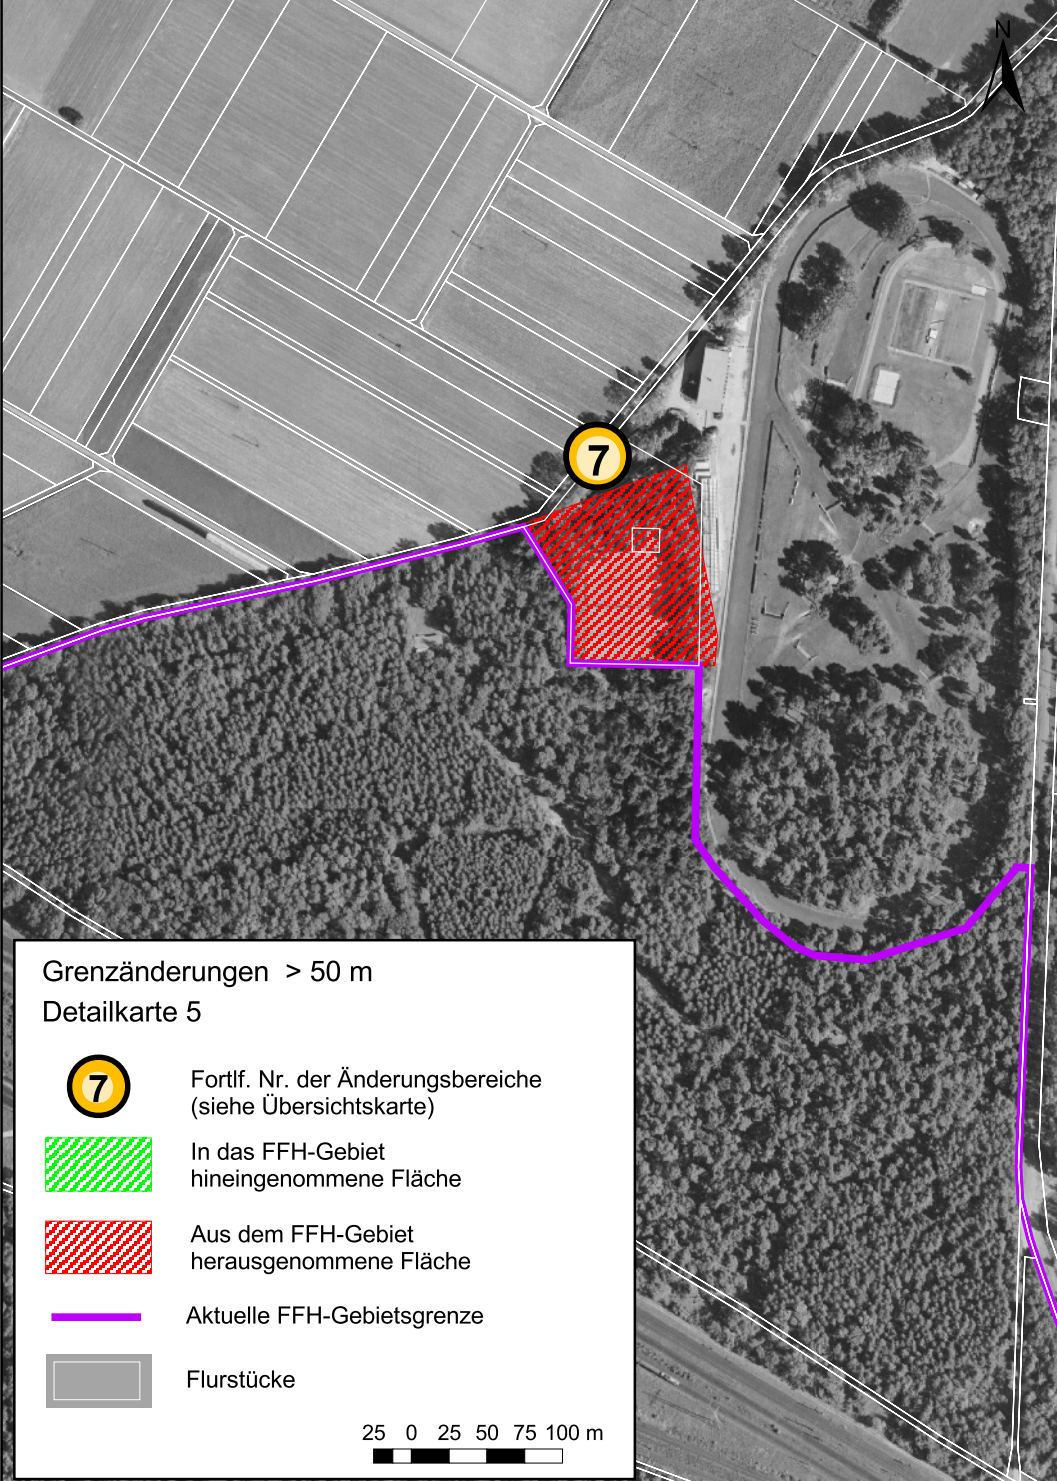 N
7
Grenzänderungen > 50 m
Detailkarte 5
7
Fortlf. Nr. der Änderungsbereiche
(siehe Übersichtskarte)
In das FFH-Gebiet
hineingenommene Fläche
Aus dem FFH-Gebiet
herausgenommene Fläche
Aktuelle FFH-Gebietsgrenze
Flurstücke
25 0 25 50 75 100 m